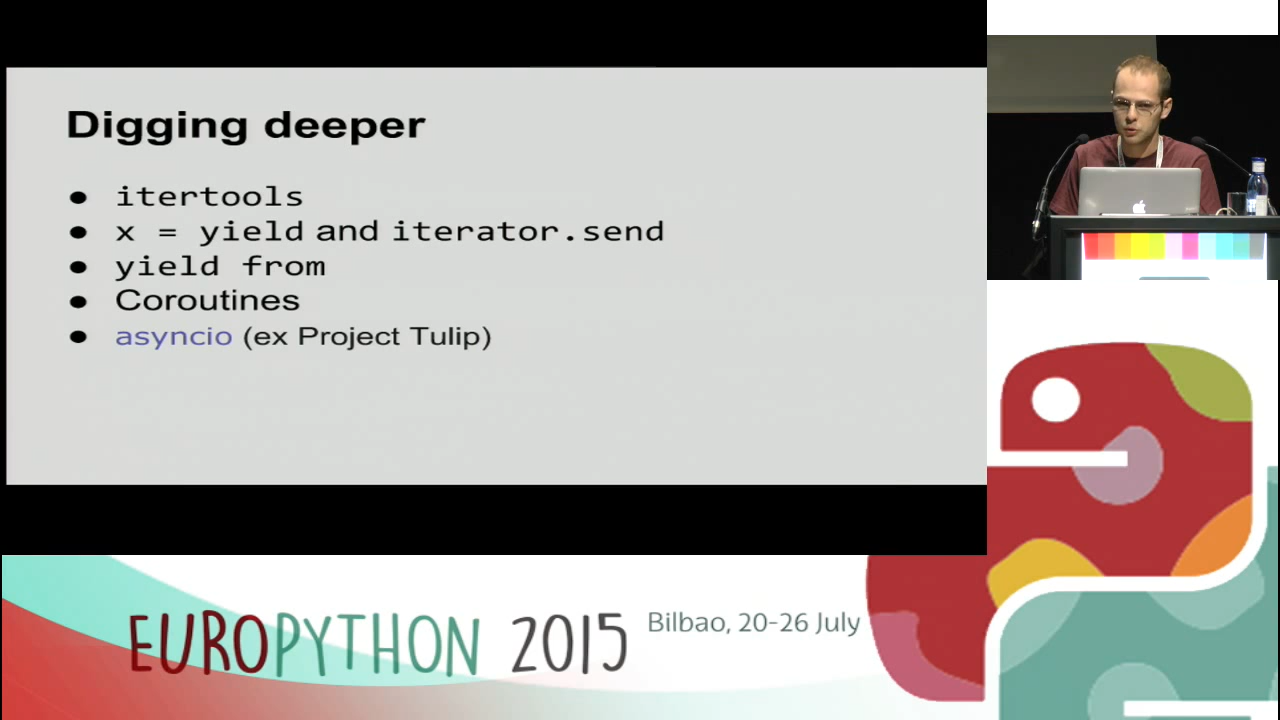 Digging deeper
● itertools
● x = yield and iterator.send
● yield from
● Coroutines
● asyncio (ex Project Tulip)
EUROPYTHON 2015 Bilbao, 20-26 July